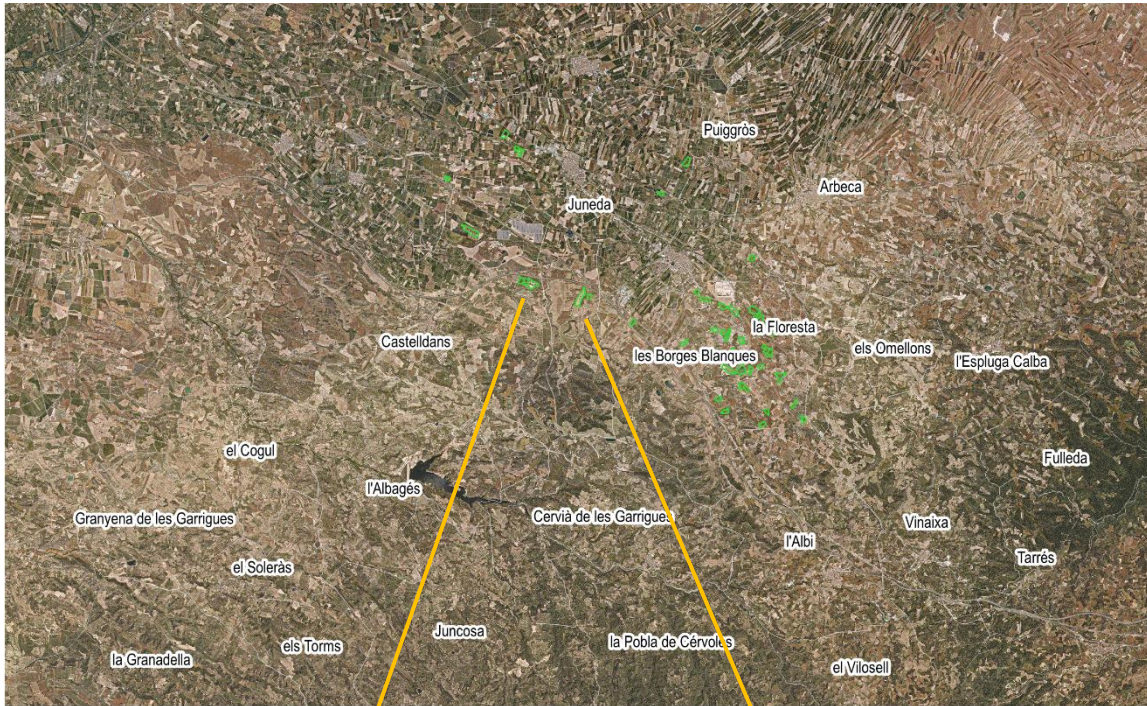 Puiggròs
Arbeca
Juneda
la Floresta
Castelldans
els Omellons
les Borges Blanques
l'Espluga Calba
el Cogul
Fulleda
l'Albagés
Granyena de les Garrigues
Cervià de les Garrigues
Vinaixa
l'Albi
Tarrés
el Soleràs
Juncosa
els Torms
la Pobla de Cérvoles
la Granadella
el Vilosell